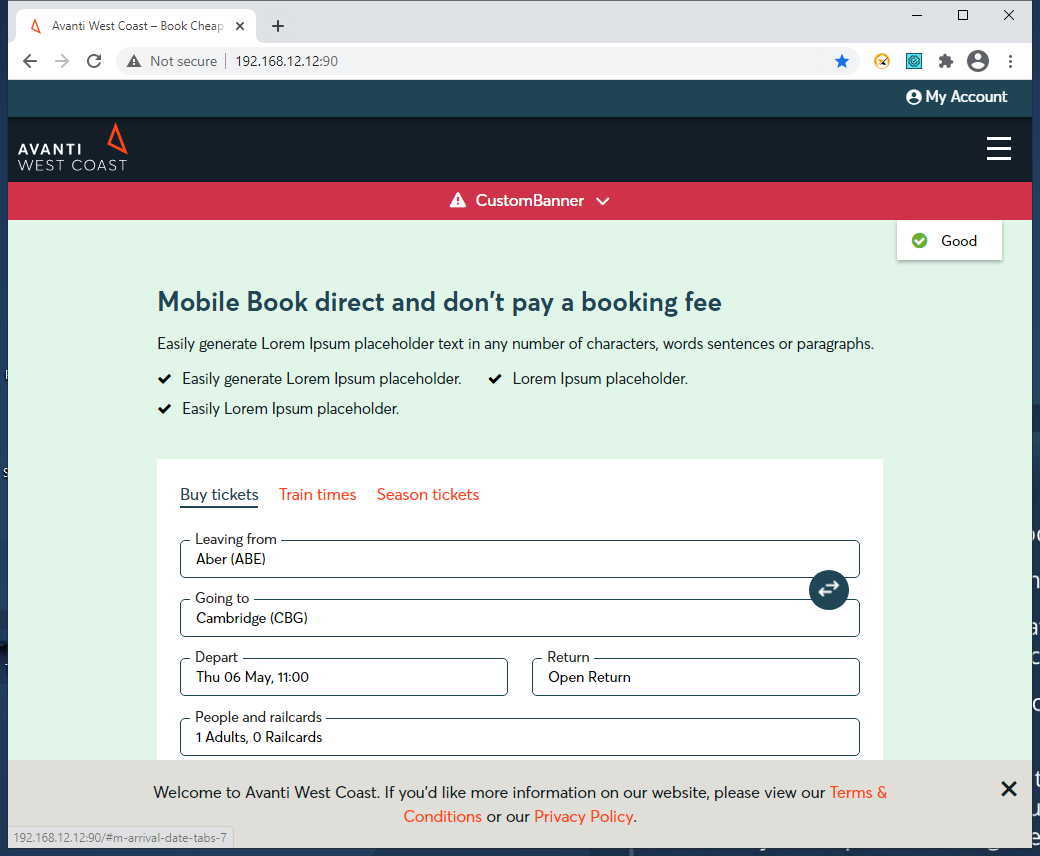 Avanti West Coast – Book Cheap
Not secure 192.168.12.12:90
My Account
AVANTI
WEST COAST
CustomBanner
Good
Mobile Book direct and don't pay a booking fee
Easily generate Lorem Ipsum placeholder text in any number of characters, words sentences or paragraphs.
Easily generate Lorem Ipsum placeholder. Lorem Ipsum placeholder.
Easily Lorem Ipsum placeholder.
Buy tickets Train times Season tickets
Leaving from
Aber (ABE)
Going to
Cambridge (CBG)
Depart Return
Thu 06 May, 11:00 Open Return
People and railcards
1 Adults, 0 Railcards
Welcome to Avanti West Coast. If you'd like more information on our website, please view our Terms &
Conditions or our Privacy Policy.
192.168.12.12:90/#m-arrival-date-tabs-7